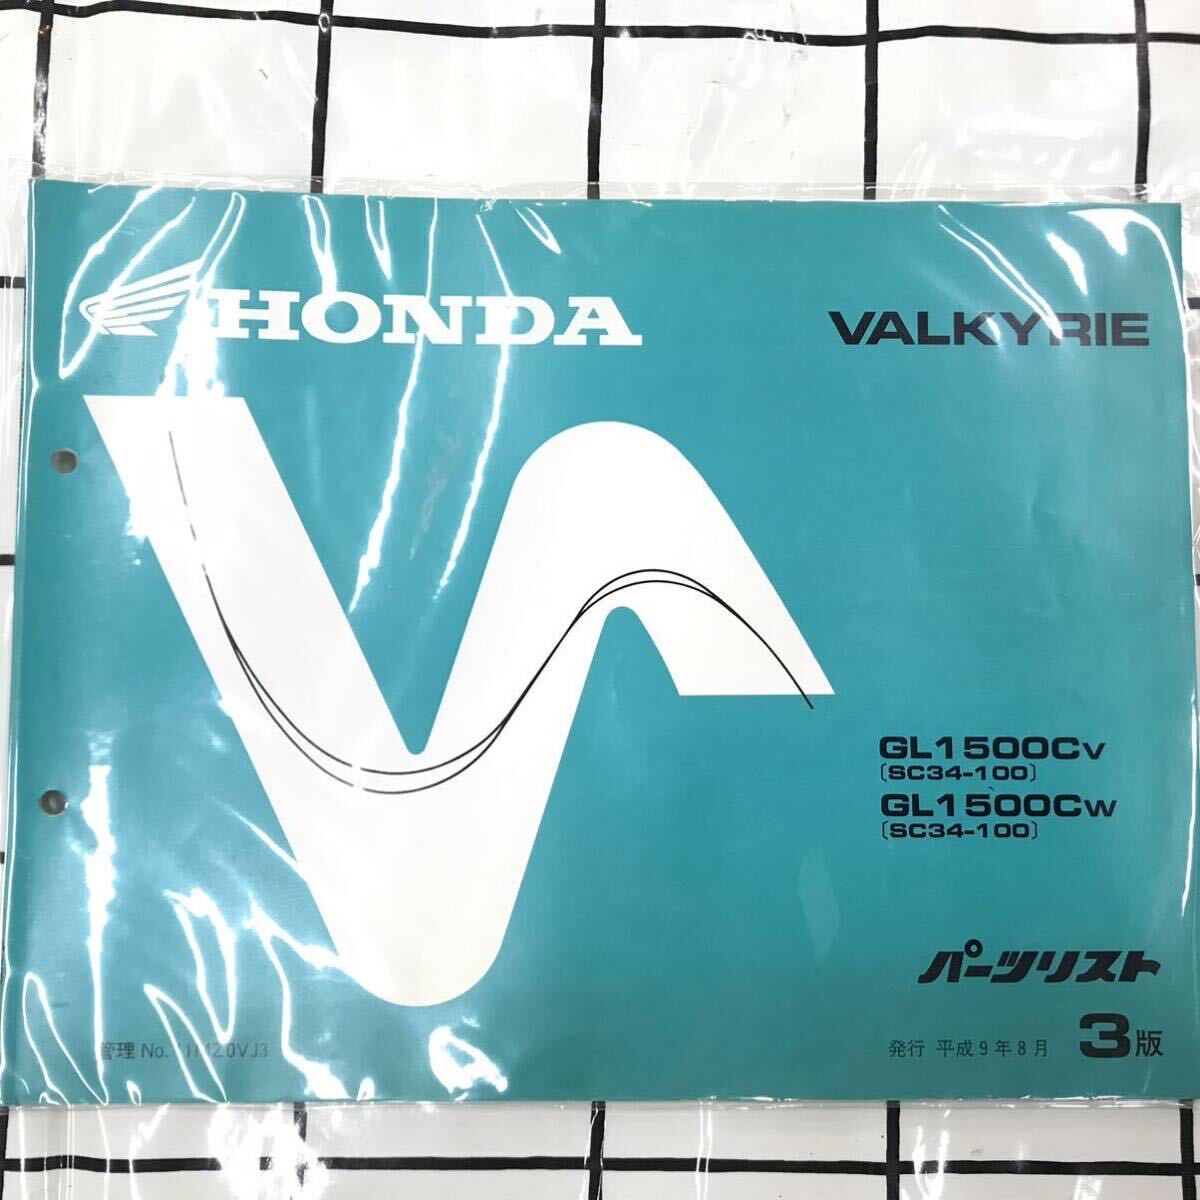 HONDA
VALKYRIE
GL1500CV
〔SC34-100〕
GL1500CW
〔SC34-100〕
パーツリスト
管理 No.
発行 平成9年8月 3版